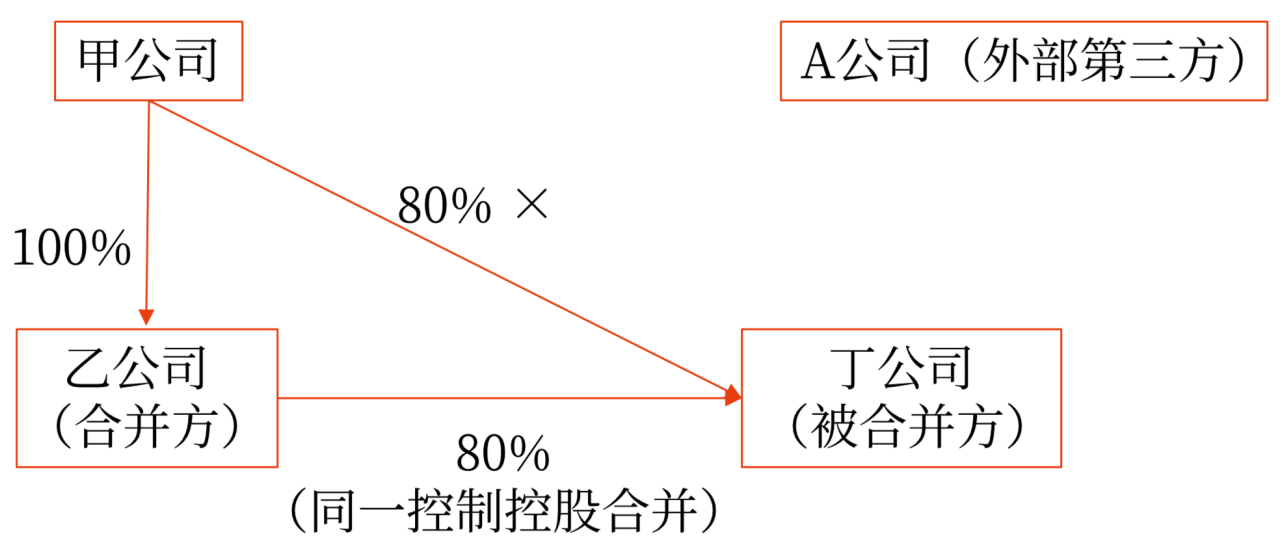 甲公司
A公司（外部第三方）
80% ×
100%
乙公司
（合并方）
丁公司
（被合并方）
80%
（同一控制控股合并）